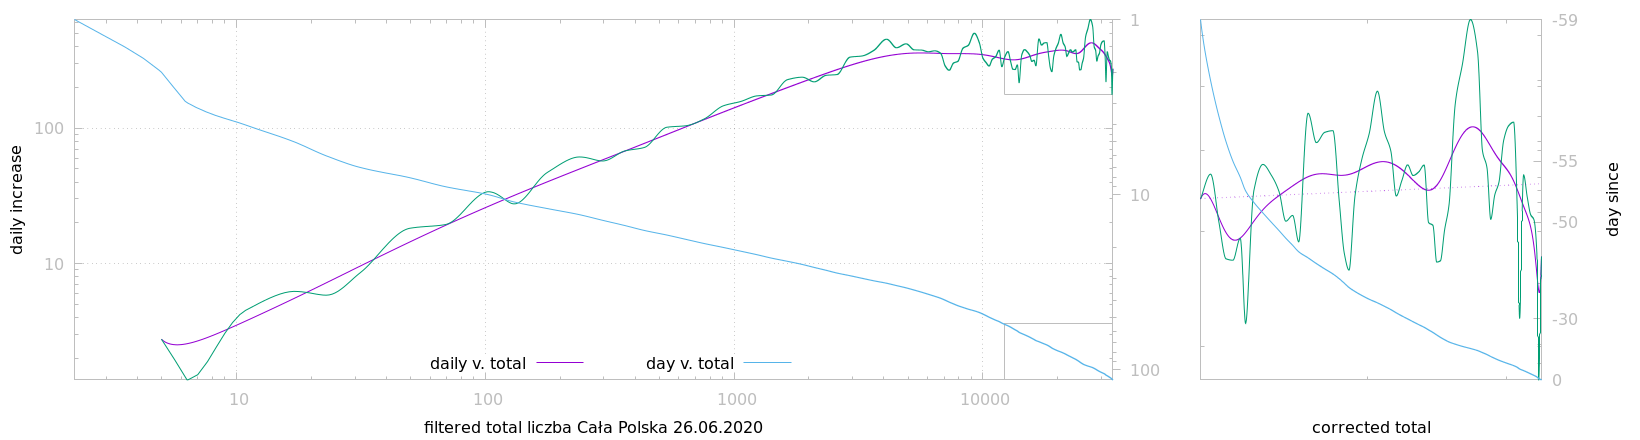 daily increase
100
10
10
100
1000
10000
1
10
100
daily v. total
day v. total
filtered total liczba Cała Polska 26.06.2020
-59
-55
-50
-30
0
day since
corrected total